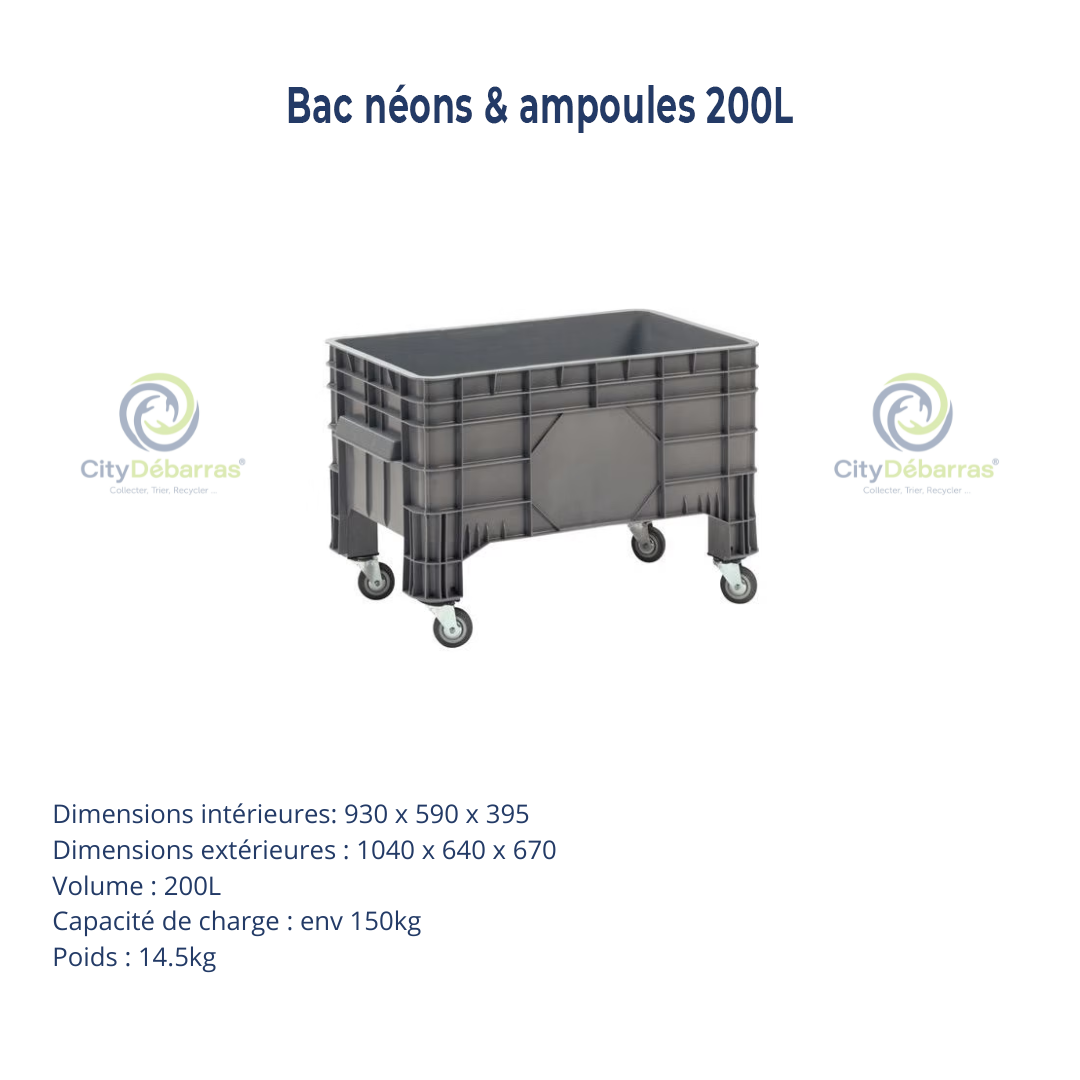 Bac néons & ampoules 200L
CityDébarras®
Collecter, Trier, Recycler ...
CityDébarras®
Collecter, Trier, Recycler ...
Dimensions intérieures: 930 x 590 x 395
Dimensions extérieures : 1040 x 640 x 670
Volume : 200L
Capacité de charge : env 150kg
Poids : 14.5kg